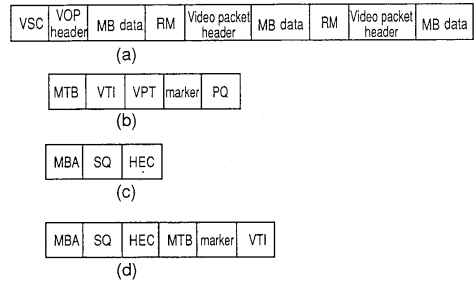 VSC VOP header MB data RM Video packet header MB data RM Video packet header MB data
(a)
MTB VTI VPT marker PQ
(b)
MBA SQ HEC
(c)
MBA SQ HEC MTB marker VTI
(d)